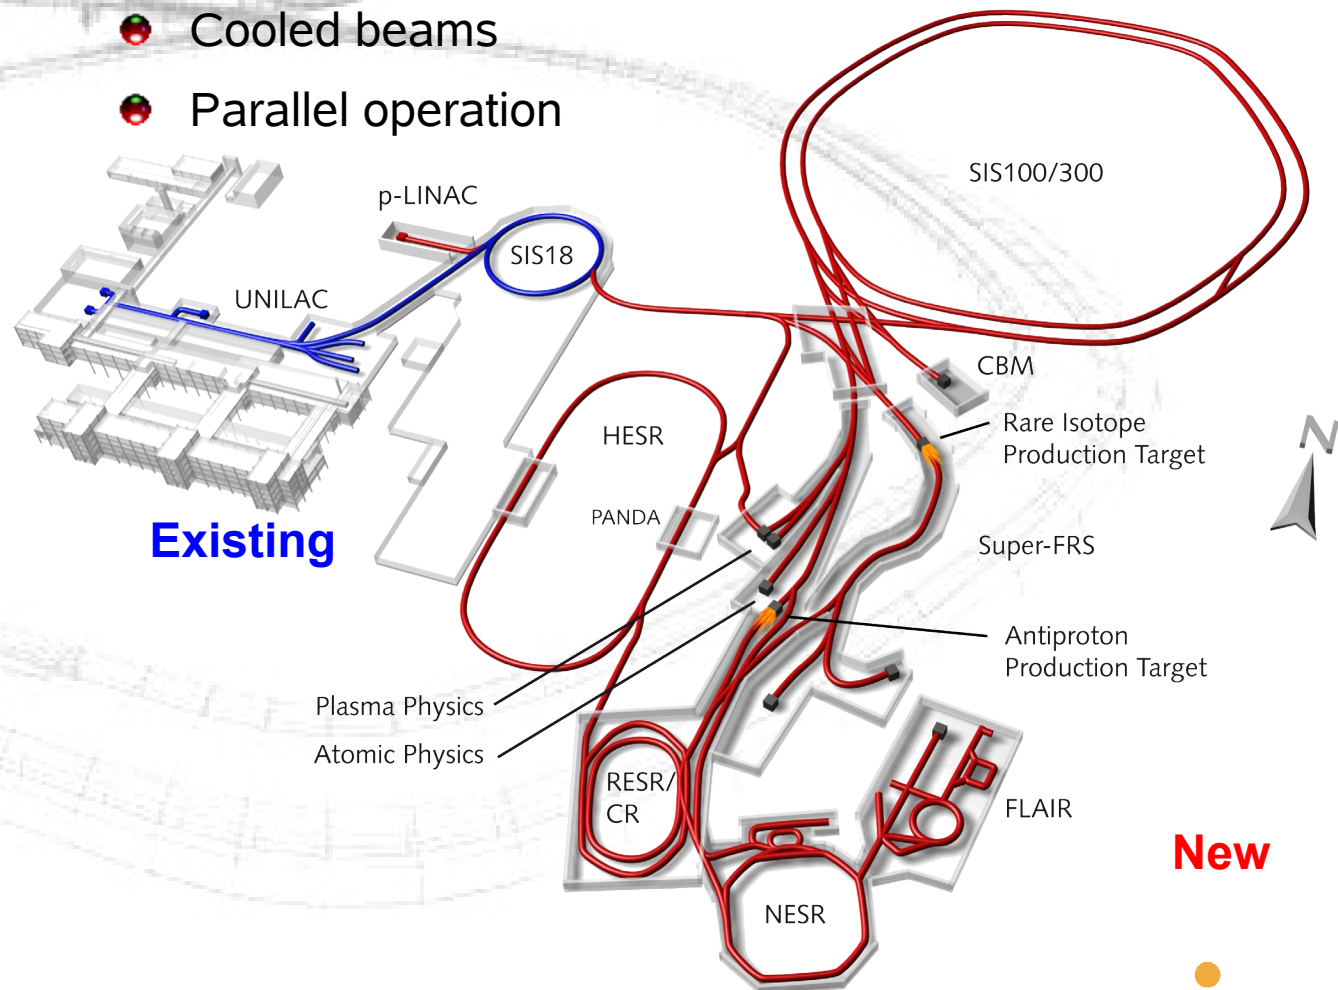 Cooled beams
Parallel operation
SIS100/300
p-LINAC
SIS18
UNILAC
CBM
Rare Isotope
Production Target
HESR
N
PANDA
Existing
Super-FRS
Antiproton
Production Target
Plasma Physics
Atomic Physics
RESR/
CR
FLAIR
New
NESR